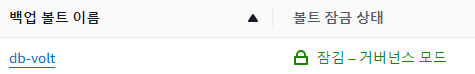 백업 볼트 이름 볼트 잠금 상태
db-volt 잠김 – 거버넌스 모드